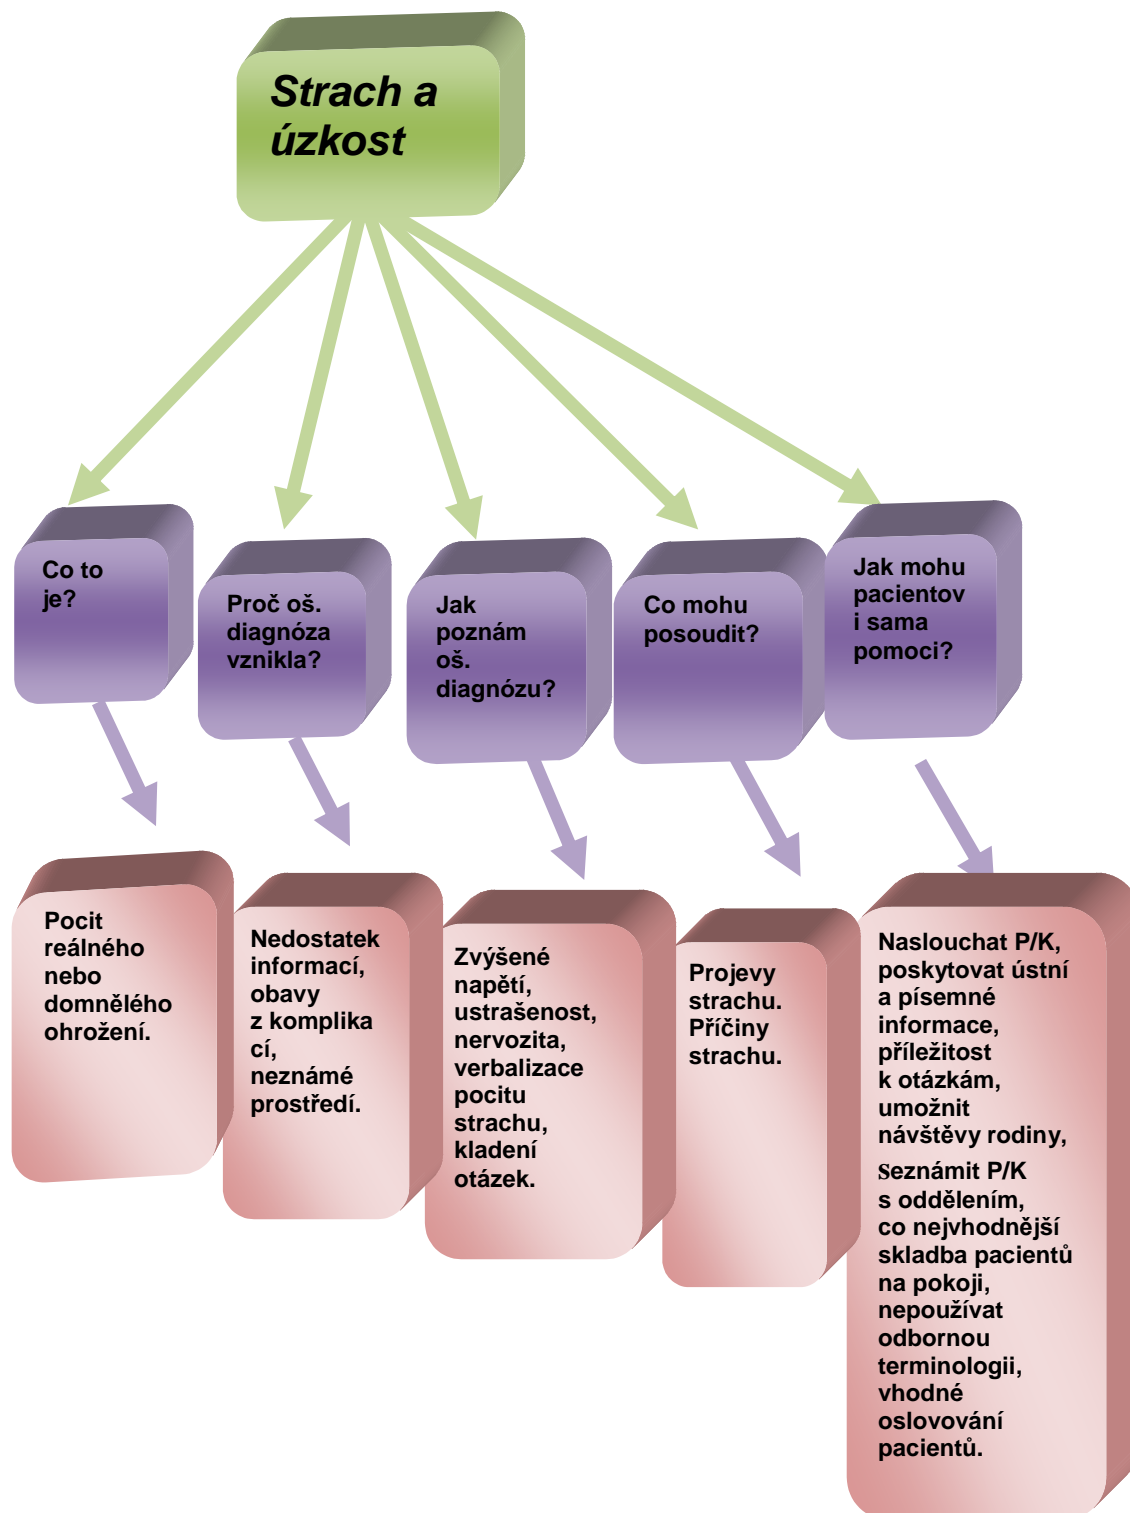 Strach a
úzkost
Co to
je?
Proč oš.
diagnóza
vznikla?
Jak
poznám
oš.
diagnózu?
Co mohu
posoudit?
Jak mohu
pacientov
i sama
pomoci?
Pocit
reálného
nebo
domnělého
ohrožení.
Nedostatek
informací,
obavy
z komplika
cí,
neznámé
prostředí.
Zvýšené
napětí,
ustrašenost,
nervozita,
verbalizace
pocitu
strachu,
kladení
otázek.
Projevy
strachu.
Příčiny
strachu.
Naslouchat P/K,
poskytovat ústní
a písemné
informace,
příležitost
k otázkám,
umožnit
návštěvy rodiny,
Seznámit P/K
s oddělením,
co nejvhodnější
skladba pacientů
na pokoji,
nepoužívat
odbornou
terminologii,
vhodné
oslovování
pacientů.